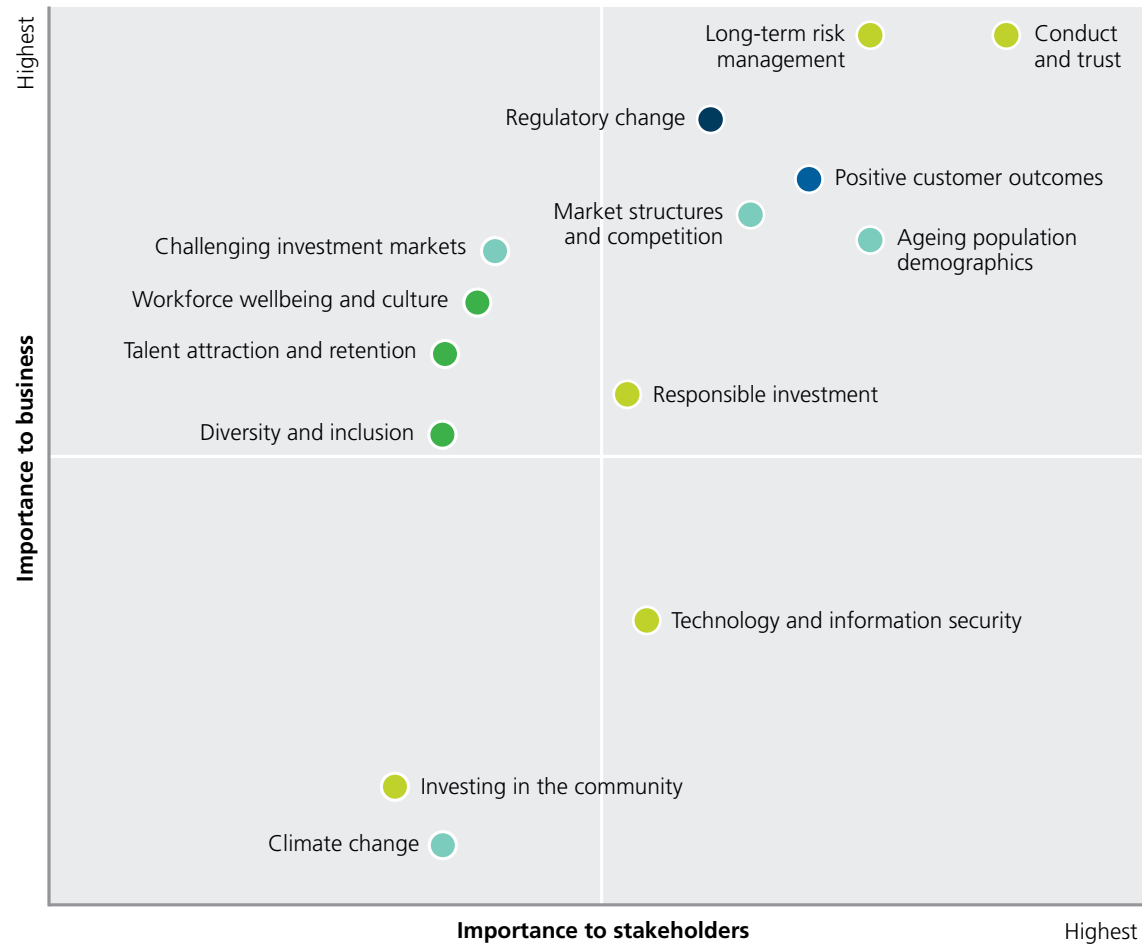 Highest
Long-term risk
management
Conduct
and trust
Regulatory change
Positive customer outcomes
Market structures
and competition
Ageing population
demographics
Challenging investment markets
Workforce wellbeing and culture
Talent attraction and retention
Responsible investment
Diversity and inclusion
Importance to business
Technology and information security
Investing in the community
Climate change
Importance to stakeholders
Highest